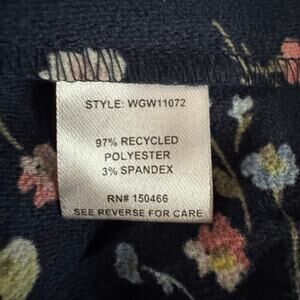 STYLE: WGW11072
97% RECYCLED
POLYESTER
3% SPANDEX
RN# 150466
SEE REVERSE FOR CARE